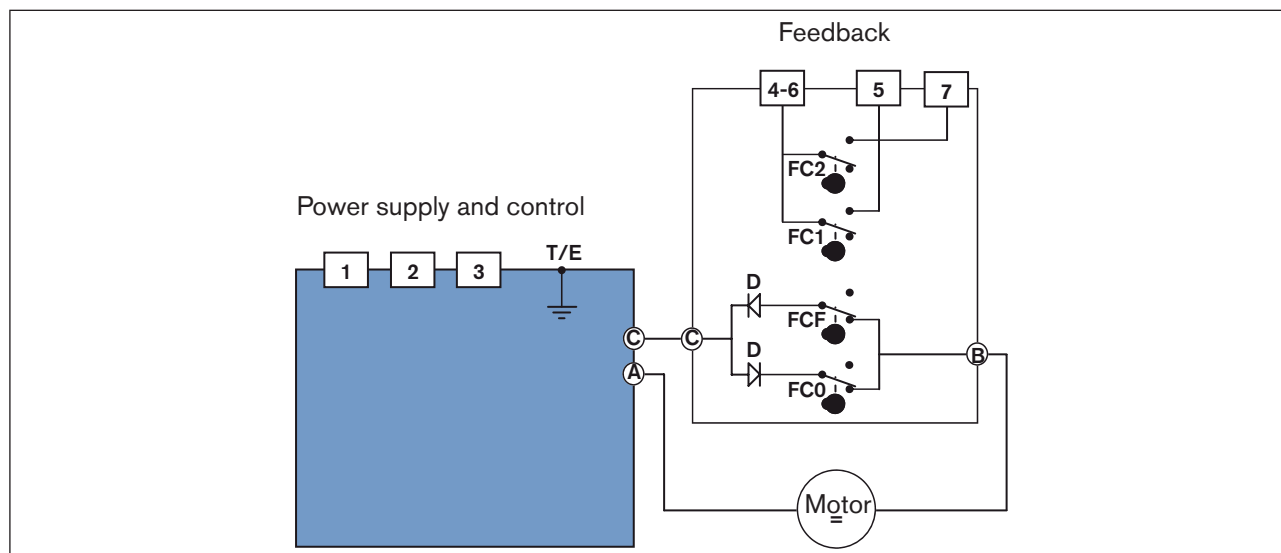 Feedback
4-6 5 7
FC2
Power supply and control
FC1
1 2 3 T/E
D
FCF
C C
D
B
A
FC0
Motor
=